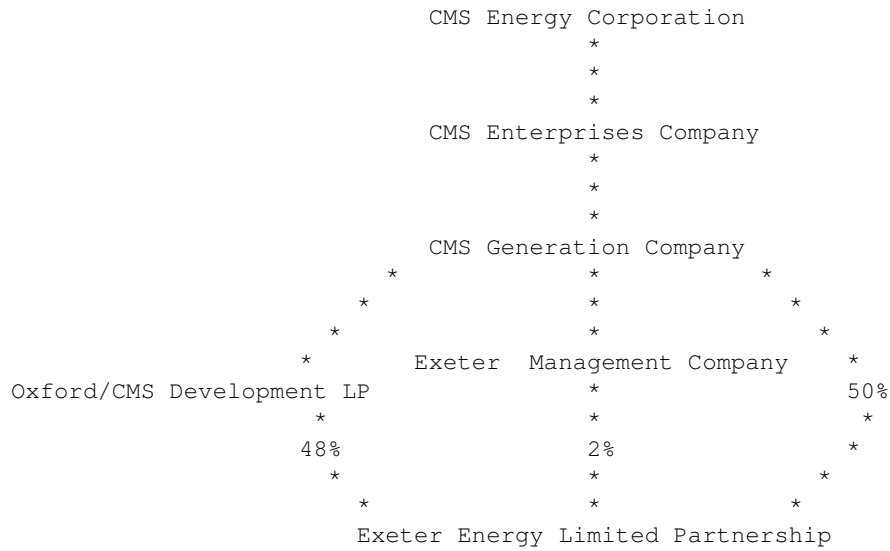 CMS Energy Corporation
*
*
*
CMS Enterprises Company
*
*
*
CMS Generation Company
* * *
* * *
* * *
* Exeter  Management Company *
Oxford/CMS Development LP * 50%
* * *
48% 2% *
* * *
* * *
Exeter Energy Limited Partnership